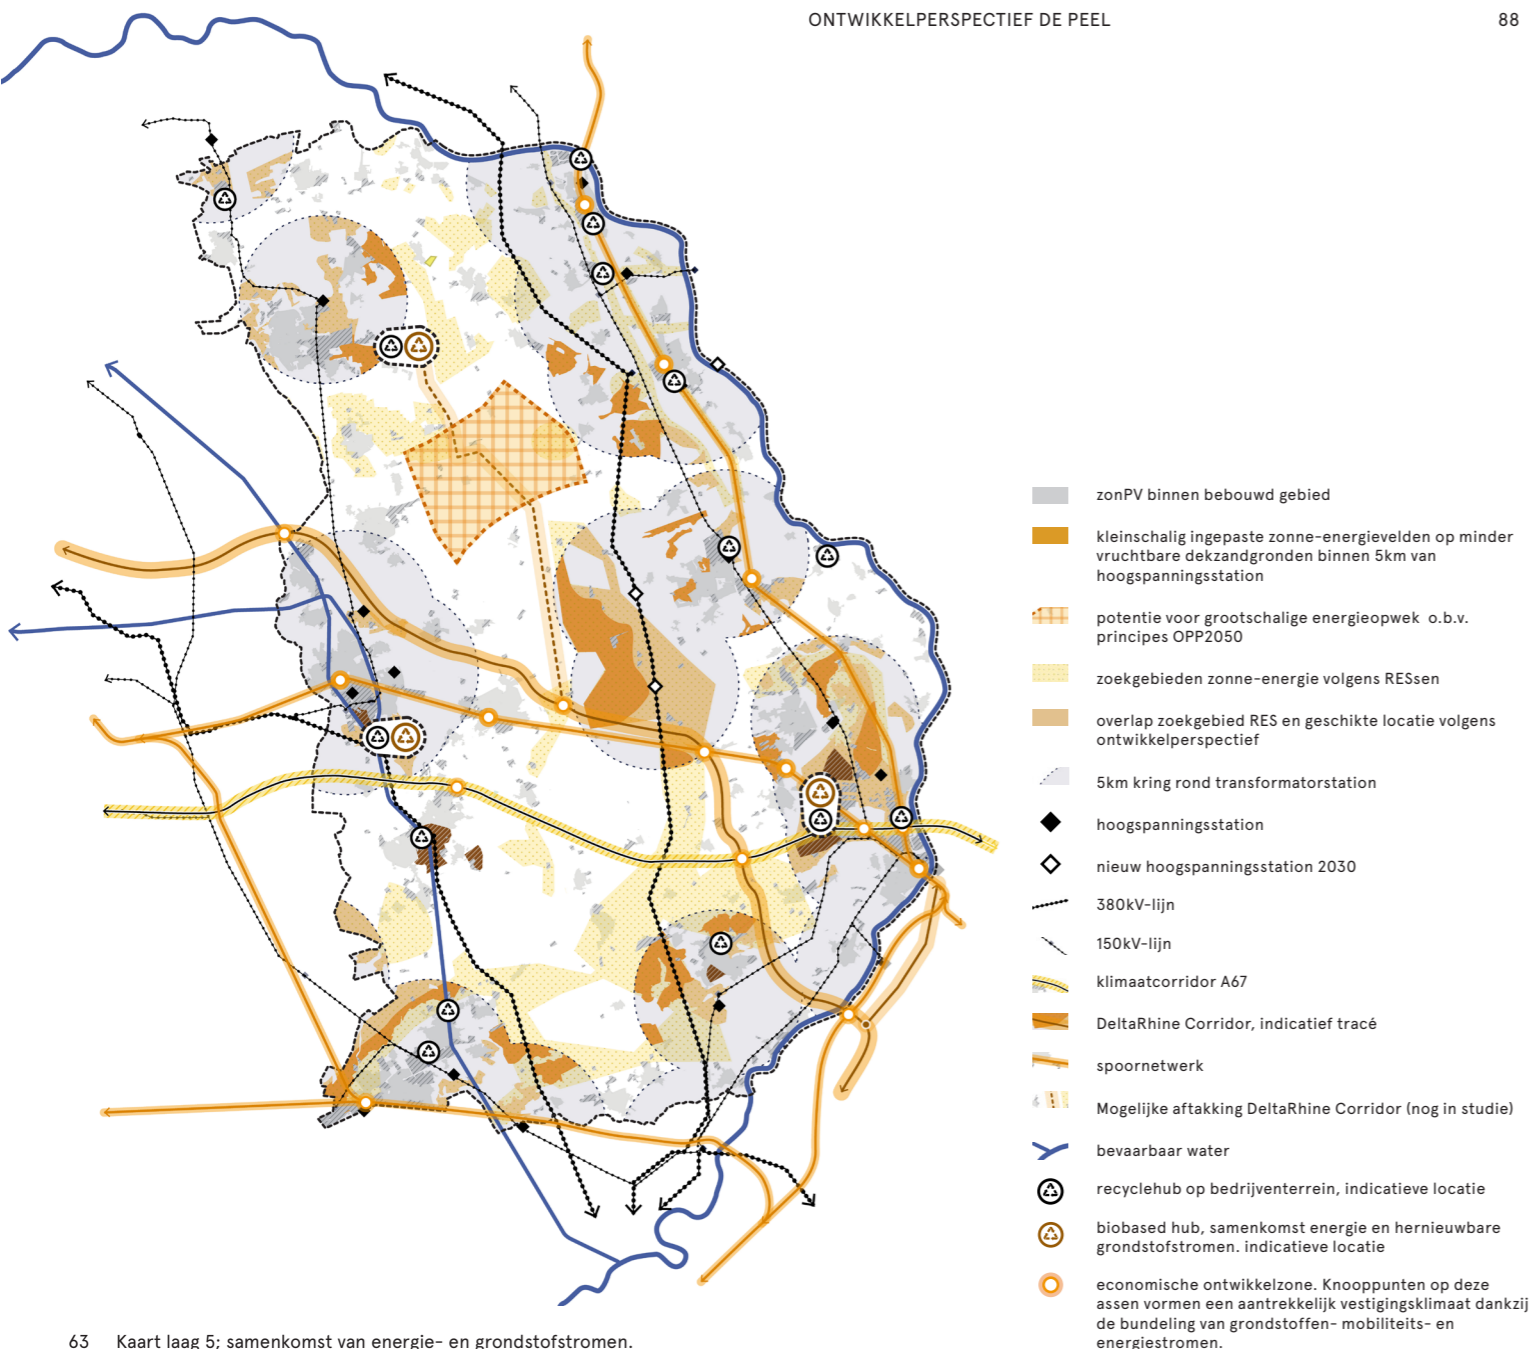 ONTWIKKELPERSPECTIEF DE PEEL
88
zonPV binnen bebouwd gebied
kleinschalig ingepaste zonne-energievelden op minder
vruchtbare dekzandgronden binnen 5km van
hoogspanningsstation
potentie voor grootschalige energieopwek o.b.v.
principes OPP2050
zoekgebieden zonne-energie volgens RESsen
overlap zoekgebied RES en geschikte locatie volgens
ontwikkelperspectief
5km kring rond transformatorstation
hoogspanningsstation
nieuw hoogspanningsstation 2030
380kV-lijn
150kV-lijn
klimaatcorridor A67
DeltaRhine Corridor, indicatief tracé
spoornetwerk
Mogelijke aftakking DeltaRhine Corridor (nog in studie)
bevaarbaar water
recyclehub op bedrijventerrein, indicatieve locatie
biobased hub, samenkomst energie en hernieuwbare
grondstofstromen. indicatieve locatie
economische ontwikkelzone. Knooppunten op deze
assen vormen een aantrekkelijk vestigingsklimaat dankzij
de bundeling van grondstoffen- mobiliteits- en
energiestromen.
63 Kaart laag 5; samenkomst van energie- en grondstofstromen.